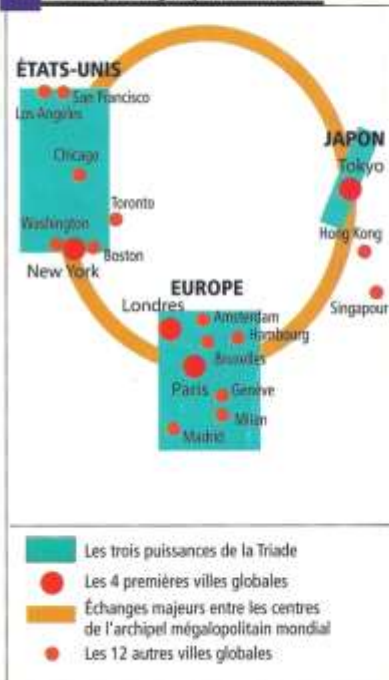 ÉTATS-UNIS
San Francisco
Los Angeles
Chicago
Toronto
Washington
Boston
New York
JAPON
Tokyo
Hong Kong
Singapour
EUROPE
Londres
Amsterdam
Hambourg
Bruxelles
Paris
Genève
Milan
Madrid
Les trois puissances de la Triade
Les 4 premières villes globales
Échanges majeurs entre les centres
de l'archipel mégalopolitain mondial
Les 12 autres villes globales